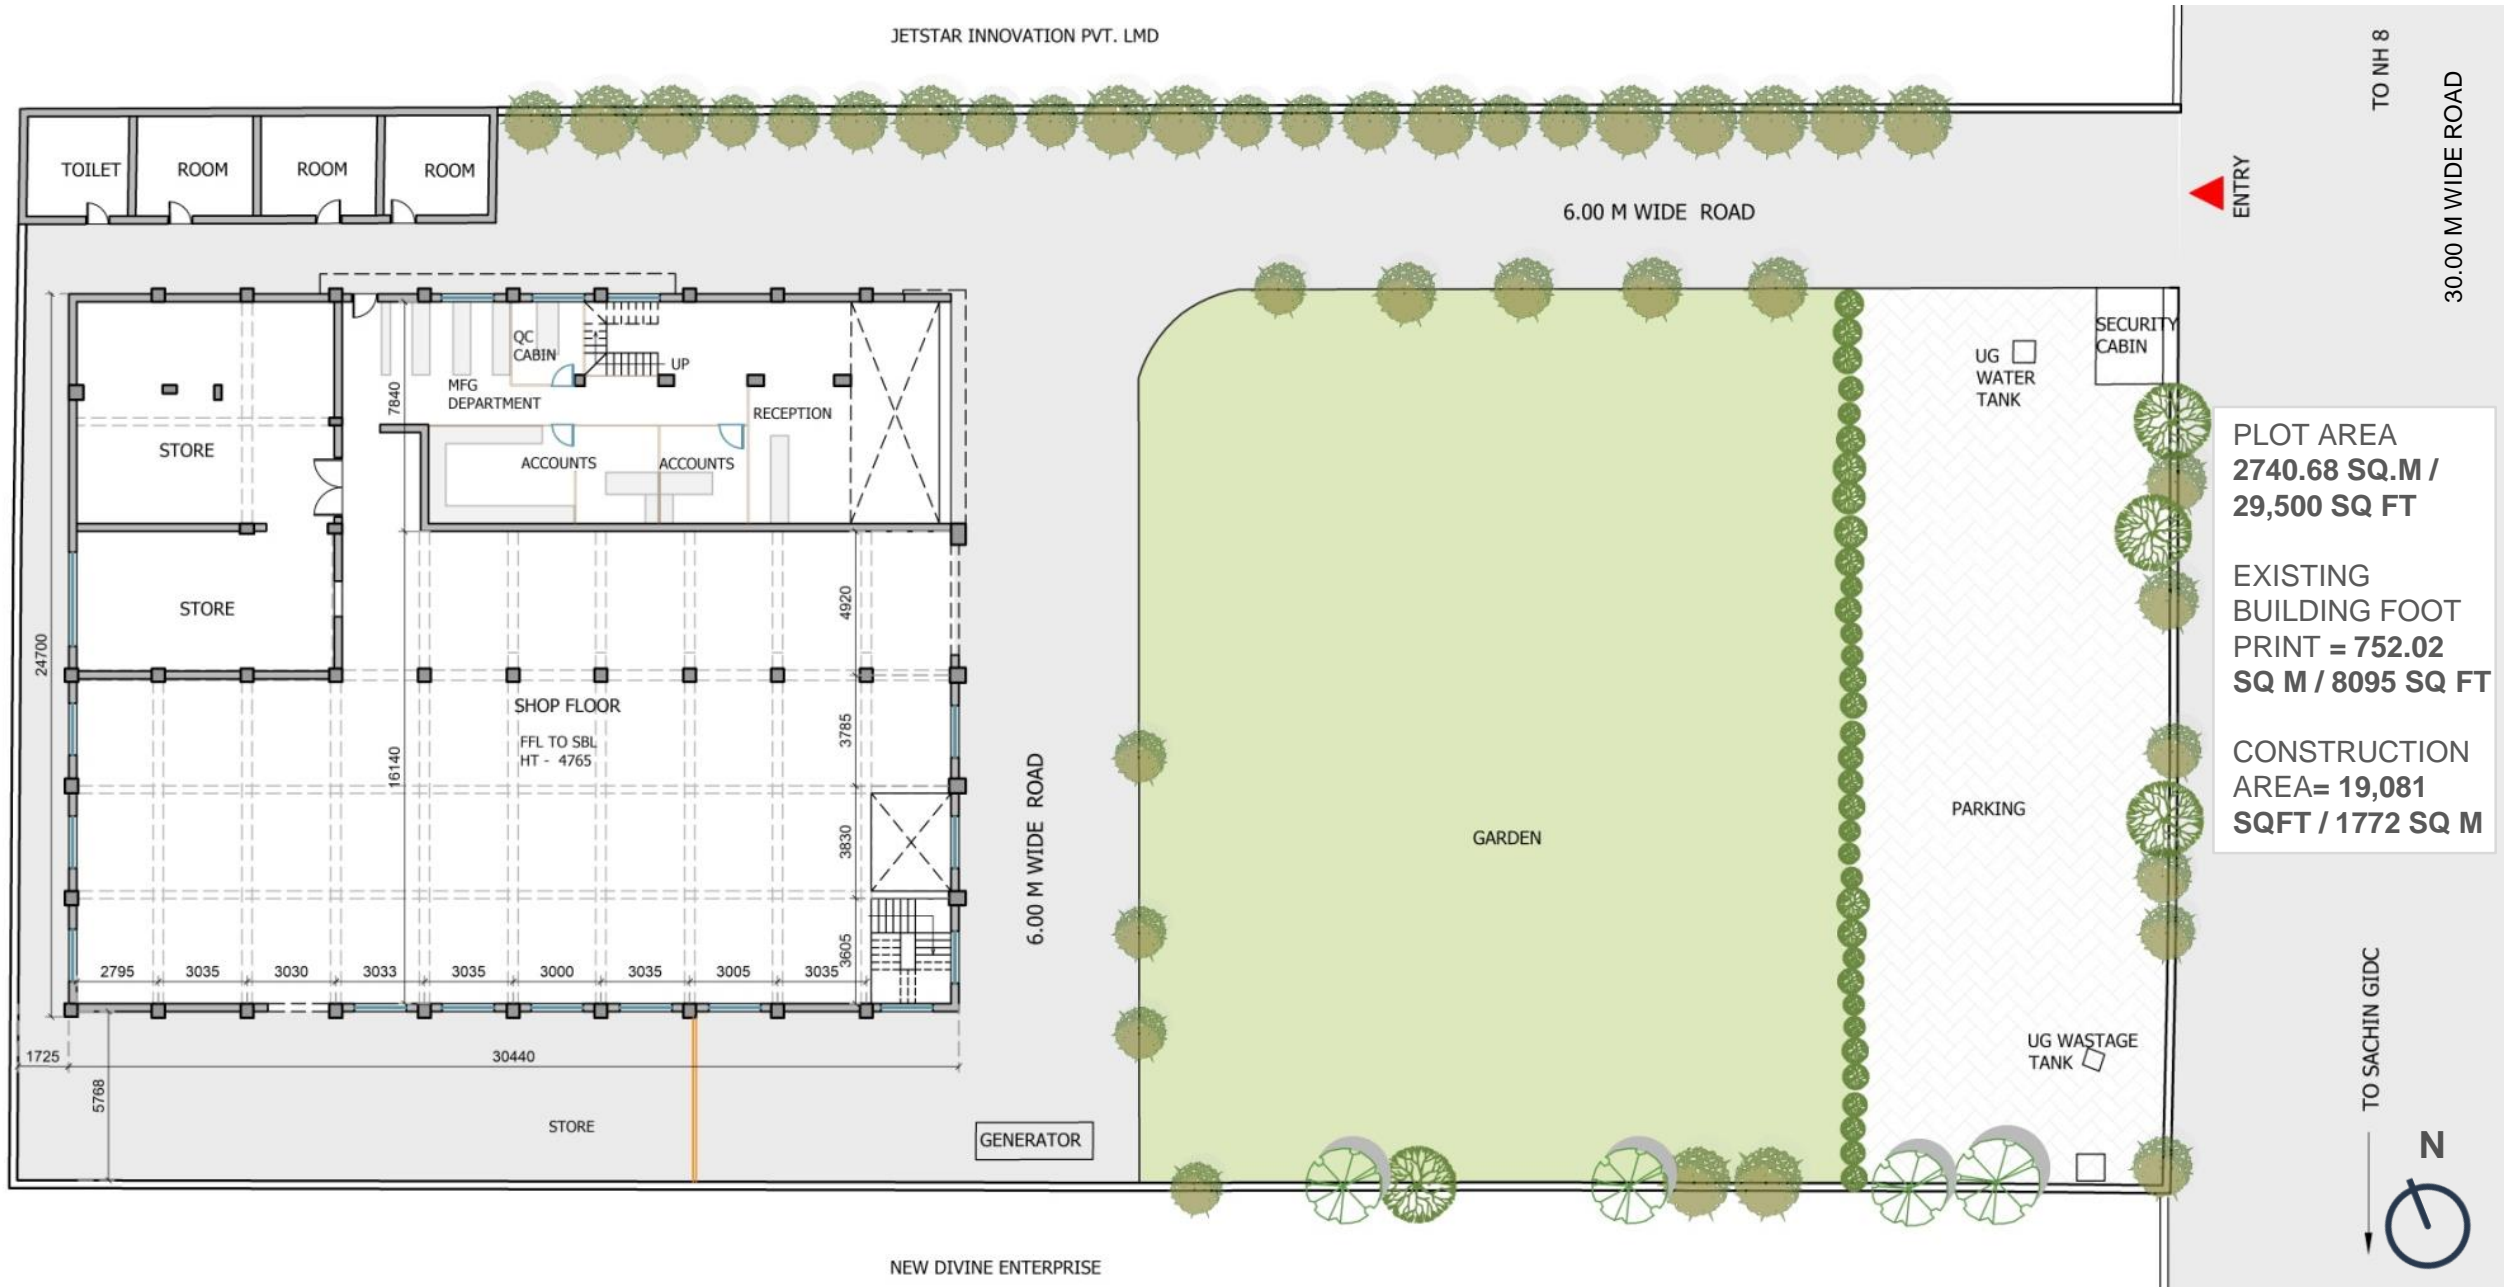 JETSTAR INNOVATION PVT. LMD
TO NH 8
30.00 M WIDE ROAD
ENTRY
6.00 M WIDE ROAD
TOILET
ROOM
ROOM
ROOM
QC
CABIN
UP
MFG
DEPARTMENT
RECEPTION
7840
STORE
ACCOUNTS
ACCOUNTS
STORE
24700
4920
SHOP FLOOR
FFL TO SBL
HT - 4765
3785
16140
3830
3605
2795
3035
3030
3033
3035
3000
3035
3005
3035
1725
30440
5768
STORE
GENERATOR
6.00 M WIDE ROAD
GARDEN
PARKING
UG
WATER
TANK
SECURITY
CABIN
UG WASTAGE
TANK
PLOT AREA
2740.68 SQ.M /
29,500 SQ FT
EXISTING
BUILDING FOOT
PRINT = 752.02
SQ M / 8095 SQ FT
CONSTRUCTION
AREA= 19,081
SQFT / 1772 SQ M
TO SACHIN GIDC
N
NEW DIVINE ENTERPRISE